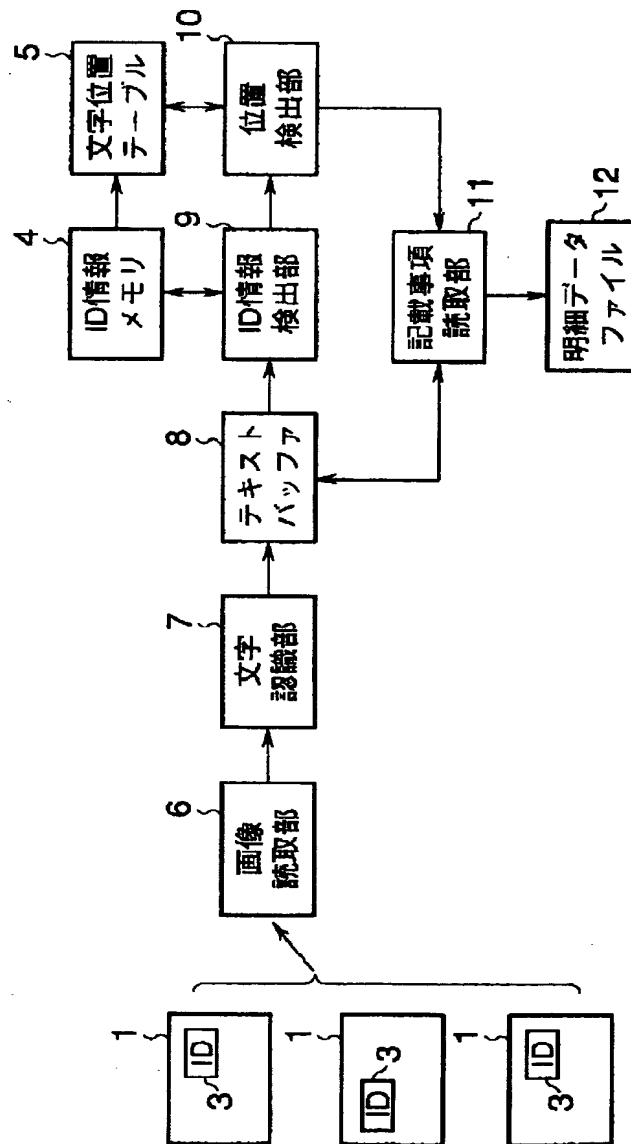 1
ID
3
1
ID
3
1
ID
3
6
画像
読取部
7
文字
認識部
8
テキスト
バッファ
4
ID情報
メモリ
9
ID情報
検出部
5
文字位置
テーブル
10
位置
検出部
11
記載事項
読取部
12
明細データ
ファイル